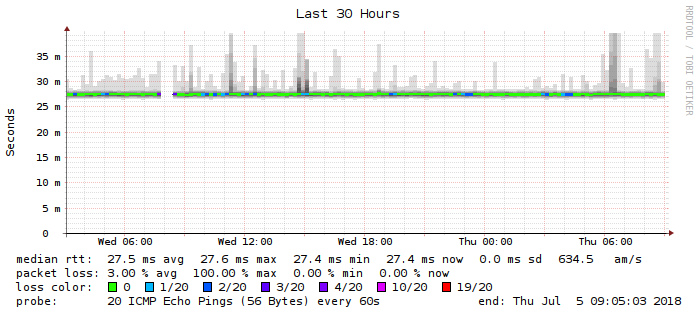 Last 30 Hours
RRDTOOL / TOBI OETIKER
Seconds
35 m
30 m
25 m
20 m
15 m
10 m
5 m
0
Wed 06:00 Wed 12:00 Wed 18:00 Thu 00:00 Thu 06:00
median rtt: 27.5 ms avg 27.6 ms max 27.4 ms min 27.4 ms now 0.0 ms sd 634.5 am/s
packet loss: 3.00 % avg 100.00 % max 0.00 % min 0.00 % now
loss color: 0 1/20 2/20 3/20 4/20 10/20 19/20
probe: 20 ICMP Echo Pings (56 Bytes) every 60s end: Thu Jul 5 09:05:03 2018